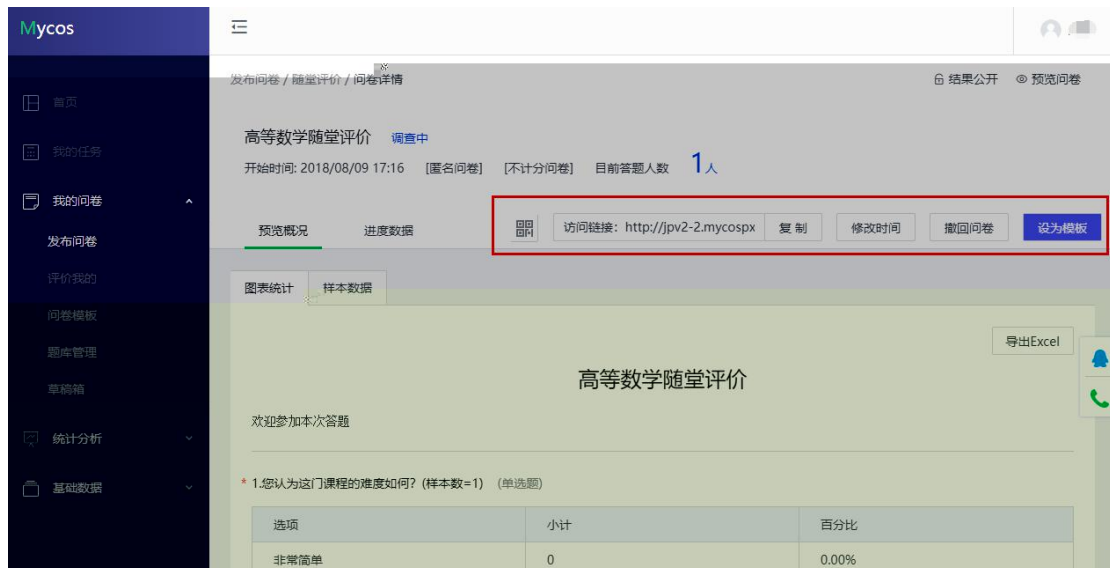 Mycos
发布问卷 / 随堂评价 / 问卷详情
结果公开 预览问卷
首页
我的任务
我的问卷
发布问卷
评价我的
问卷模板
题库管理
草稿箱
统计分析
基础数据
高等数学随堂评价 调查中
开始时间: 2018/08/09 17:16 [匿名问卷] [不计分问卷] 目前答题人数 1人
预览概况 进度数据
访问链接：http://jpv2-2.mycospx 复制 修改时间 撤回问卷 设为模板
图表统计 样本数据
导出Excel
高等数学随堂评价
欢迎参加本次答题
* 1.您认为这门课程的难度如何? (样本数=1) (单选题)
选项 小计 百分比
非常简单 0 0.00%